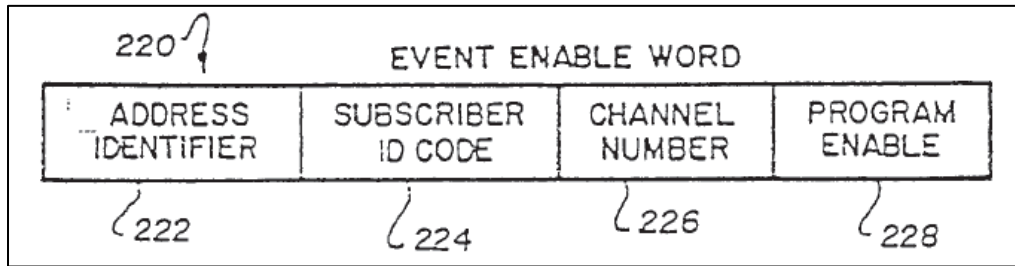 220
EVENT ENABLE WORD
ADDRESS IDENTIFIER
SUBSCRIBER ID CODE
CHANNEL NUMBER
PROGRAM ENABLE
222
224
226
228